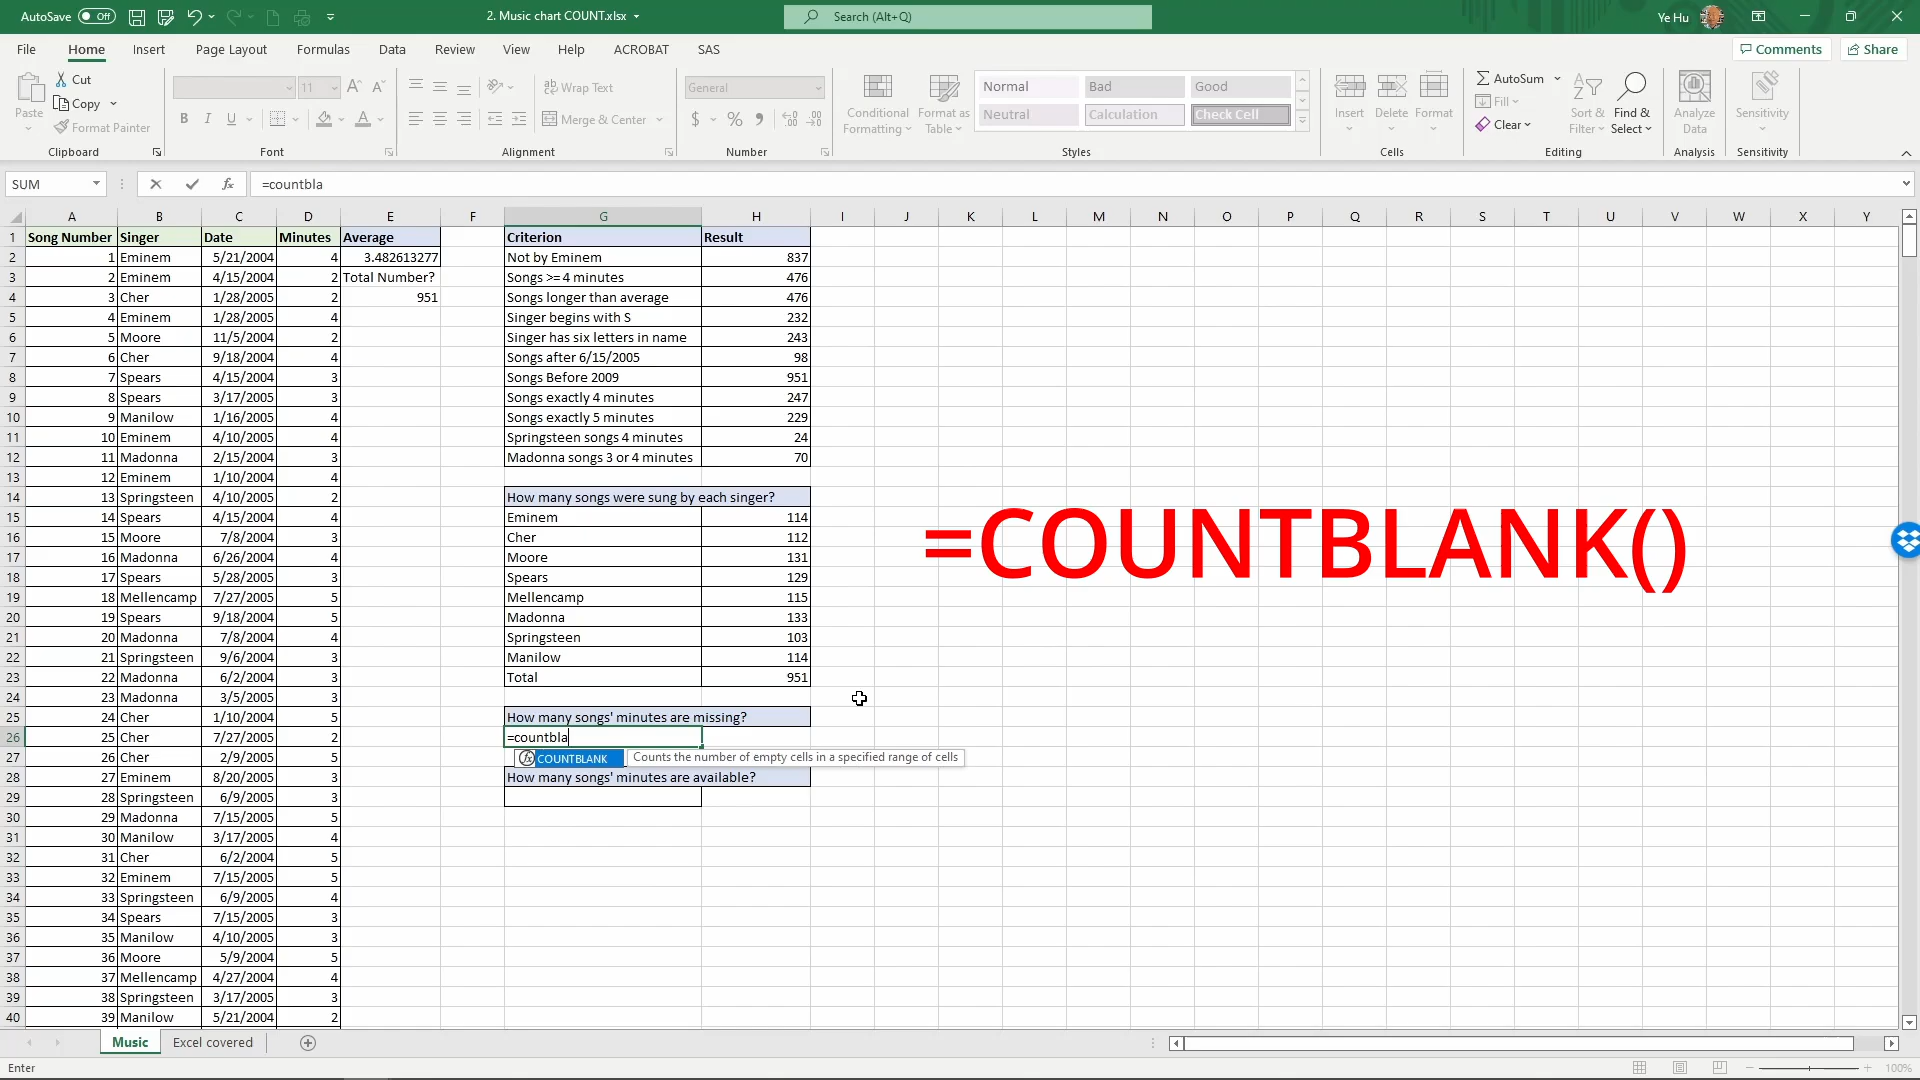 AutoSave Off 2. Music chart COUNT.xlsx Search (Alt+Q) Ye Hu
File Home Insert Page Layout Formulas Data Review View Help ACROBAT SAS Comments Share
Paste Cut Copy Format Painter Clipboard
11 B I U A Font
Wrap Text Merge & Center Alignment
General $ % Number
Conditional Formatting Format as Table
Normal Bad Good
Neutral Calculation Check Cell
Styles
Insert Delete Format Cells
AutoSum Fill Clear Sort & Filter Find & Select Editing
Analyze Data Analysis
Sensitivity Sensitivity
SUM fx =countbla
A B C D E F G H I J K L M N O P Q R S T U V W X Y
1 Song Number Singer Date Minutes Average Criterion Result
2 1 Eminem 5/21/2004 4 3.482613277 Not by Eminem 837
3 2 Eminem 4/15/2004 2 Total Number? Songs >= 4 minutes 476
4 3 Cher 1/28/2005 2 951 Songs longer than average 476
5 4 Eminem 1/28/2005 4 Singer begins with S 232
6 5 Moore 11/5/2004 2 Singer has six letters in name 243
7 6 Cher 9/18/2004 4 Songs after 6/15/2005 98
8 7 Spears 4/15/2004 3 Songs Before 2009 951
9 8 Spears 3/17/2005 3 Songs exactly 4 minutes 247
10 9 Manilow 1/16/2005 4 Songs exactly 5 minutes 229
11 10 Eminem 4/10/2005 4 Springsteen songs 4 minutes 24
12 11 Madonna 2/15/2004 3 Madonna songs 3 or 4 minutes 70
13 12 Eminem 1/10/2004 4
14 13 Springsteen 4/10/2005 2 How many songs were sung by each singer?
15 14 Spears 4/15/2004 4 Eminem 114
16 15 Moore 7/8/2004 3 Cher 112
17 16 Madonna 6/26/2004 4 Moore 131
18 17 Spears 5/28/2005 3 Spears 129
19 18 Mellencamp 7/27/2005 5 Mellencamp 115
20 19 Spears 9/18/2004 5 Madonna 133
21 20 Madonna 7/8/2004 4 Springsteen 103
22 21 Springsteen 9/6/2004 3 Manilow 114
23 22 Madonna 6/2/2004 3 Total 951
24 23 Madonna 3/5/2005 3
25 24 Cher 1/10/2004 5 How many songs' minutes are missing?
26 25 Cher 7/27/2005 2 =countbla
27 26 Cher 2/9/2005 5 COUNTBLANK Counts the number of empty cells in a specified range of cells
28 27 Eminem 8/20/2005 3 How many songs' minutes are available?
29 28 Springsteen 6/9/2005 3
30 29 Madonna 7/15/2005 5
31 30 Manilow 3/17/2005 4
32 31 Cher 6/2/2004 5
33 32 Eminem 7/15/2005 5
34 33 Springsteen 6/9/2005 4
35 34 Spears 7/15/2005 3
36 35 Manilow 4/10/2005 3
37 36 Moore 5/9/2004 5
38 37 Mellencamp 4/27/2004 4
39 38 Springsteen 3/17/2005 3
40 39 Manilow 5/21/2004 2
=COUNTBLANK()
Music Excel covered
Enter 100%